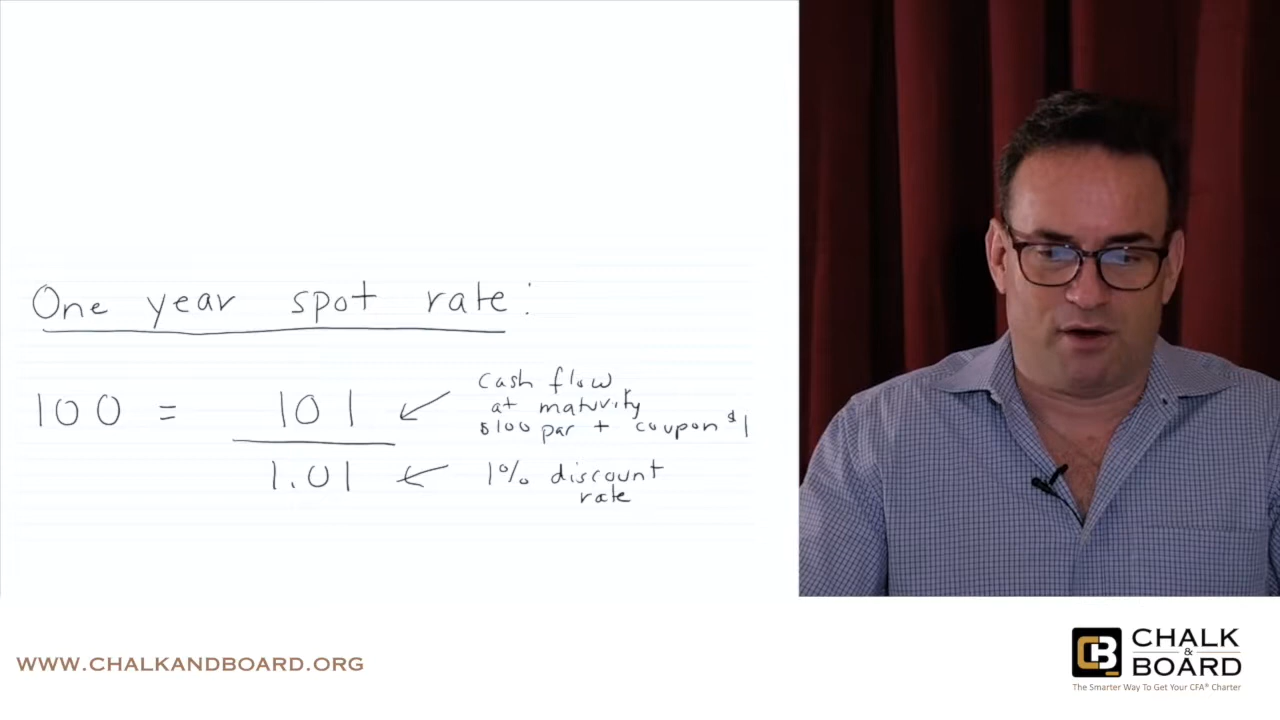 One year spot rate:
100 = 101
1.01
cash flow
at maturity
$100 par + coupon $1
1% discount
rate
WWW.CHALKANDBOARD.ORG
CB
CHALK
&
BOARD
The Smarter Way To Get Your CFA® Charter